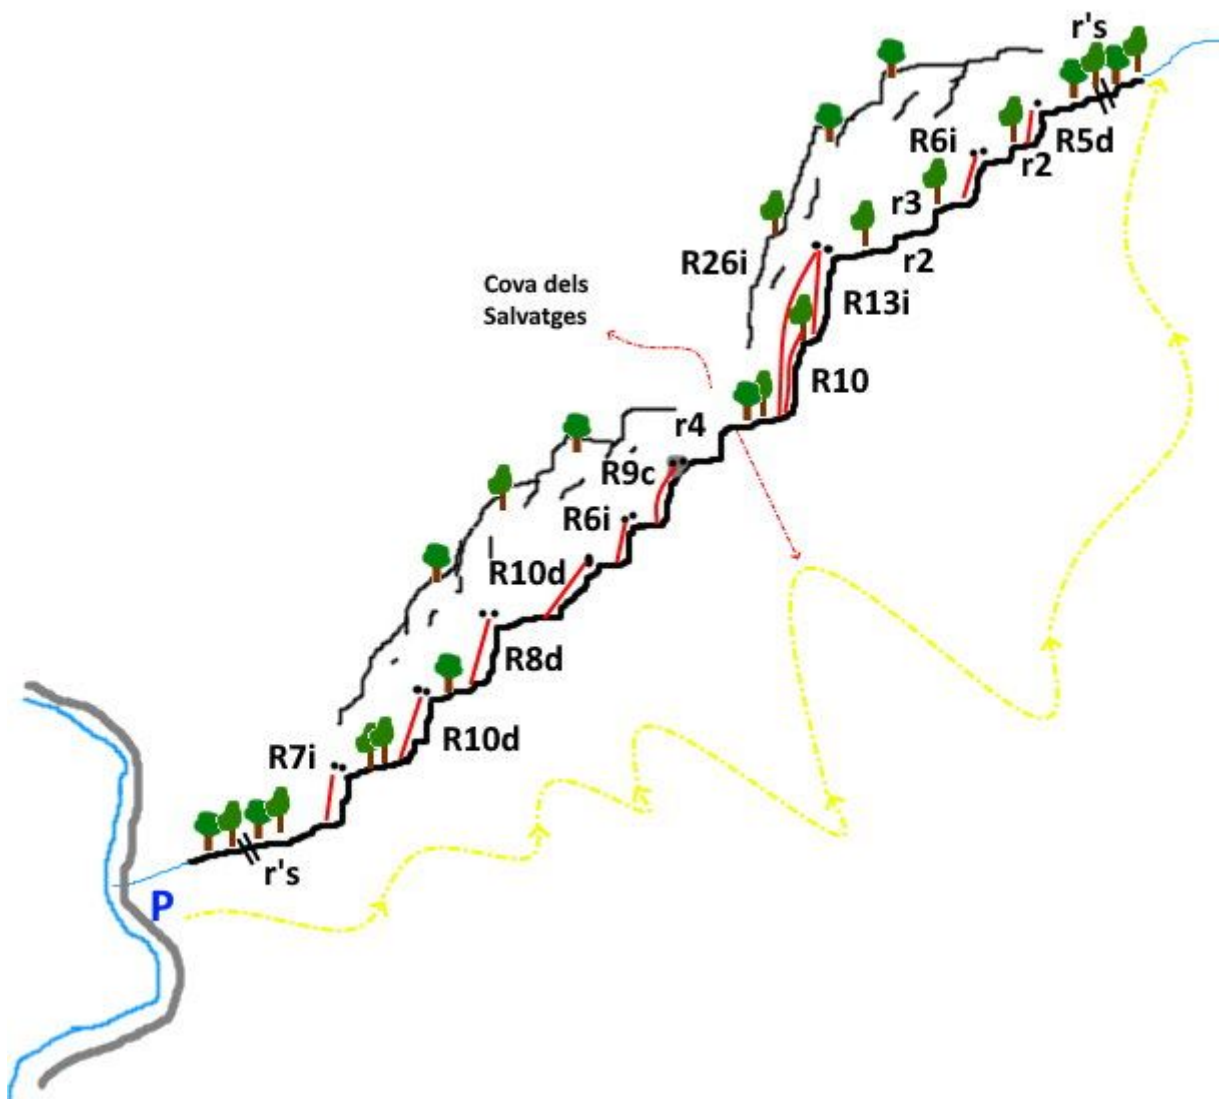 r's
R6i
R5d
r2
r3
r2
R26i
R13i
Cova dels
Salvatges
R10
r4
R9c
R6i
R10d
R8d
R10d
R7i
r's
P